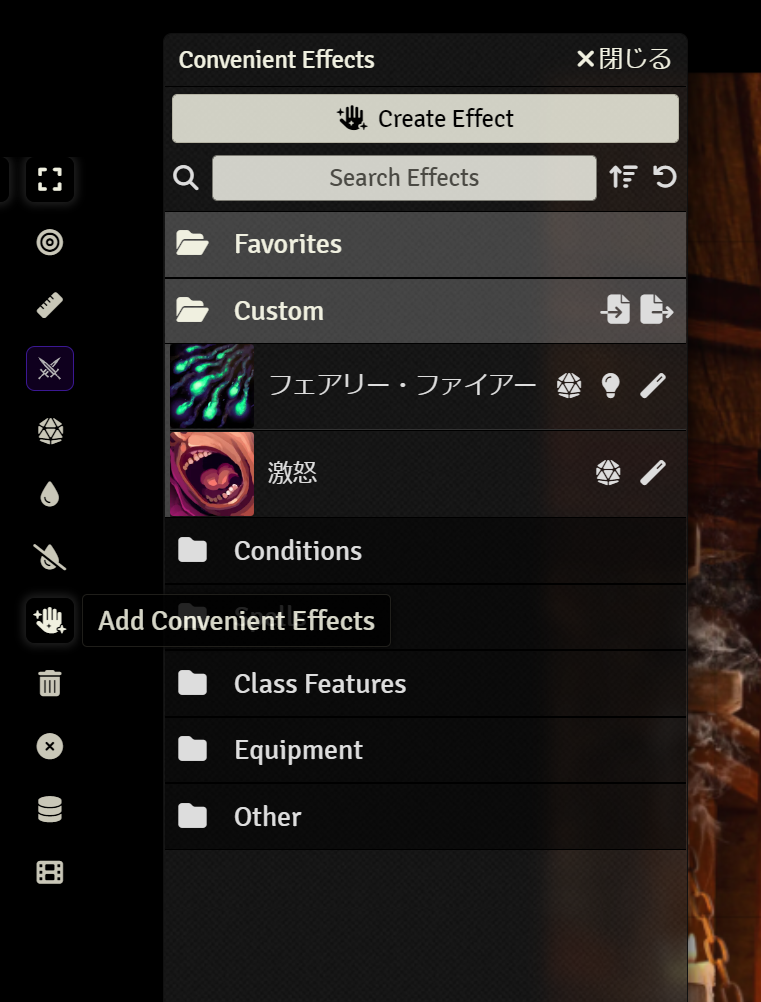 Convenient Effects
閉じる
Create Effect
Search Effects
Favorites
Custom
フェアリー・ファイアー
激怒
Conditions
Spells
Add Convenient Effects
Class Features
Equipment
Other